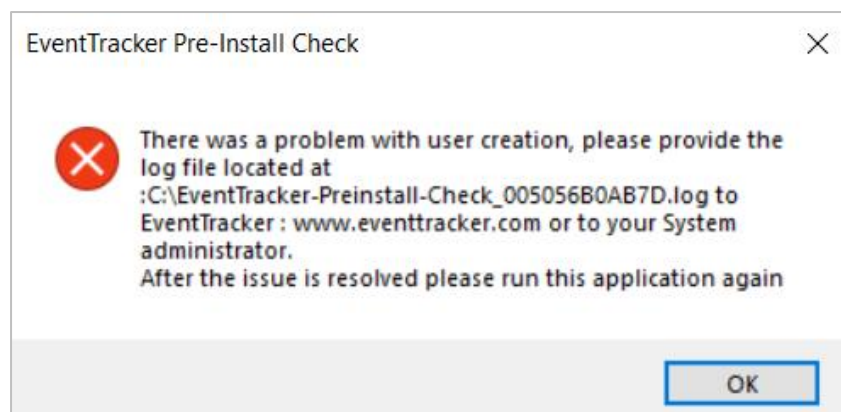 EventTracker Pre-Install Check
There was a problem with user creation, please provide the
log file located at
:C:\EventTracker-Preinstall-Check_005056B0AB7D.log to
EventTracker : www.eventtracker.com or to your System
administrator.
After the issue is resolved please run this application again
OK